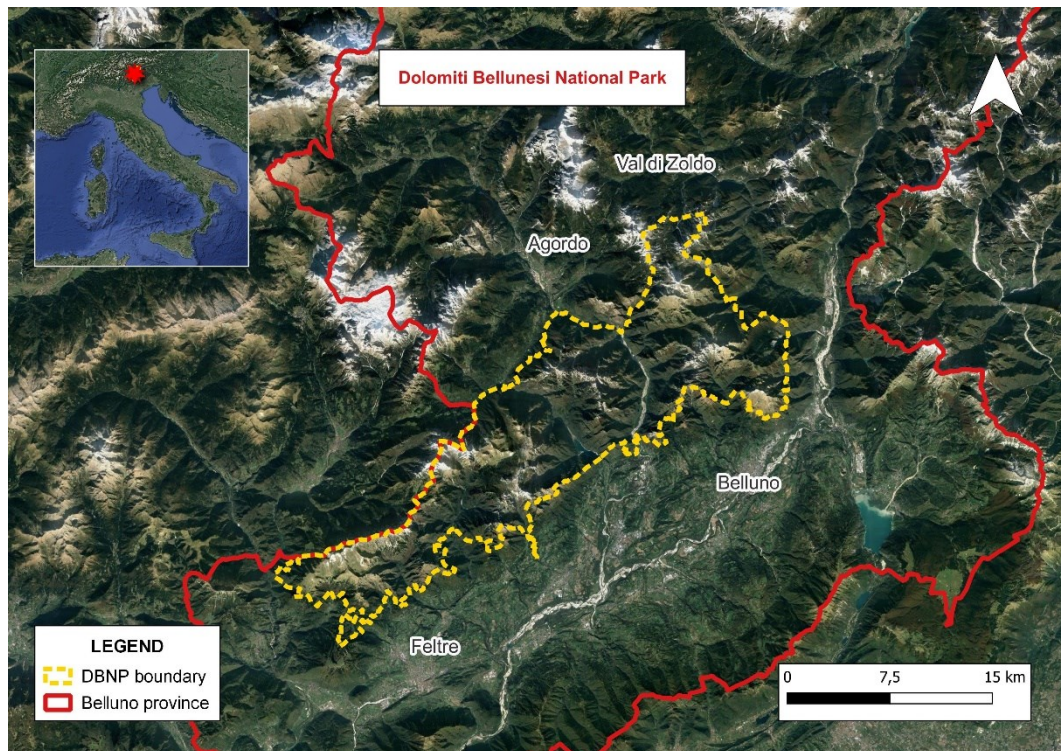 Dolomiti Bellunesi National Park
Val di Zoldo
Agordo
Belluno
Feltre
LEGEND
DBNP boundary
Belluno province
0 7,5 15 km